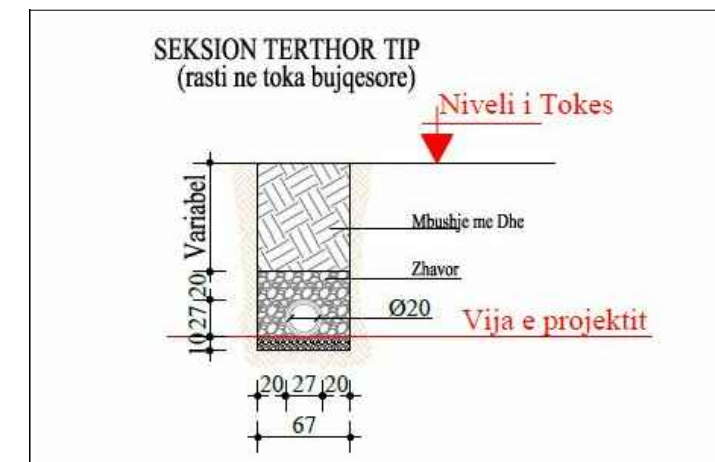 SEKSION TERTHOR TIP
(rasti ne toka bujqesore)
Niveli i Tokes
Variabel
Mbushje me Dhe
Zhavor
20
27
10
Ø20
Vija e projektit
20 27 20
67